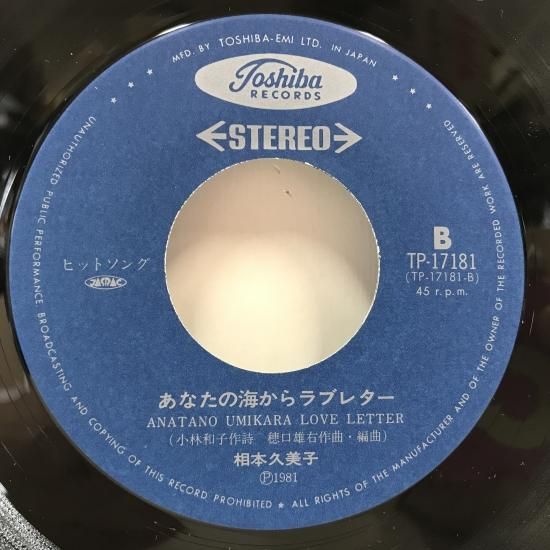 MFD. BY TOSHIBA-EMI LTD. IN JAPAN
Toshiba
RECORDS
STEREO
B
TP-17181
(TP-17181-B)
45 r.p.m.
ヒットソング
JASRAC
あなたの海からラブレター
ANATANO UMIKARA LOVE LETTER
(小林和子作詩 穂口雄右作曲・編曲)
相本久美子
Ⓟ1981
UNAUTHORIZED PUBLIC PERFORMANCE BROADCASTING AND COPYING OF THIS RECORD PROHIBITED ★ ALL RIGHTS OF THE MANUFACTURER AND OF THE OWNER OF THE RECORDED WORK ARE RESERVED